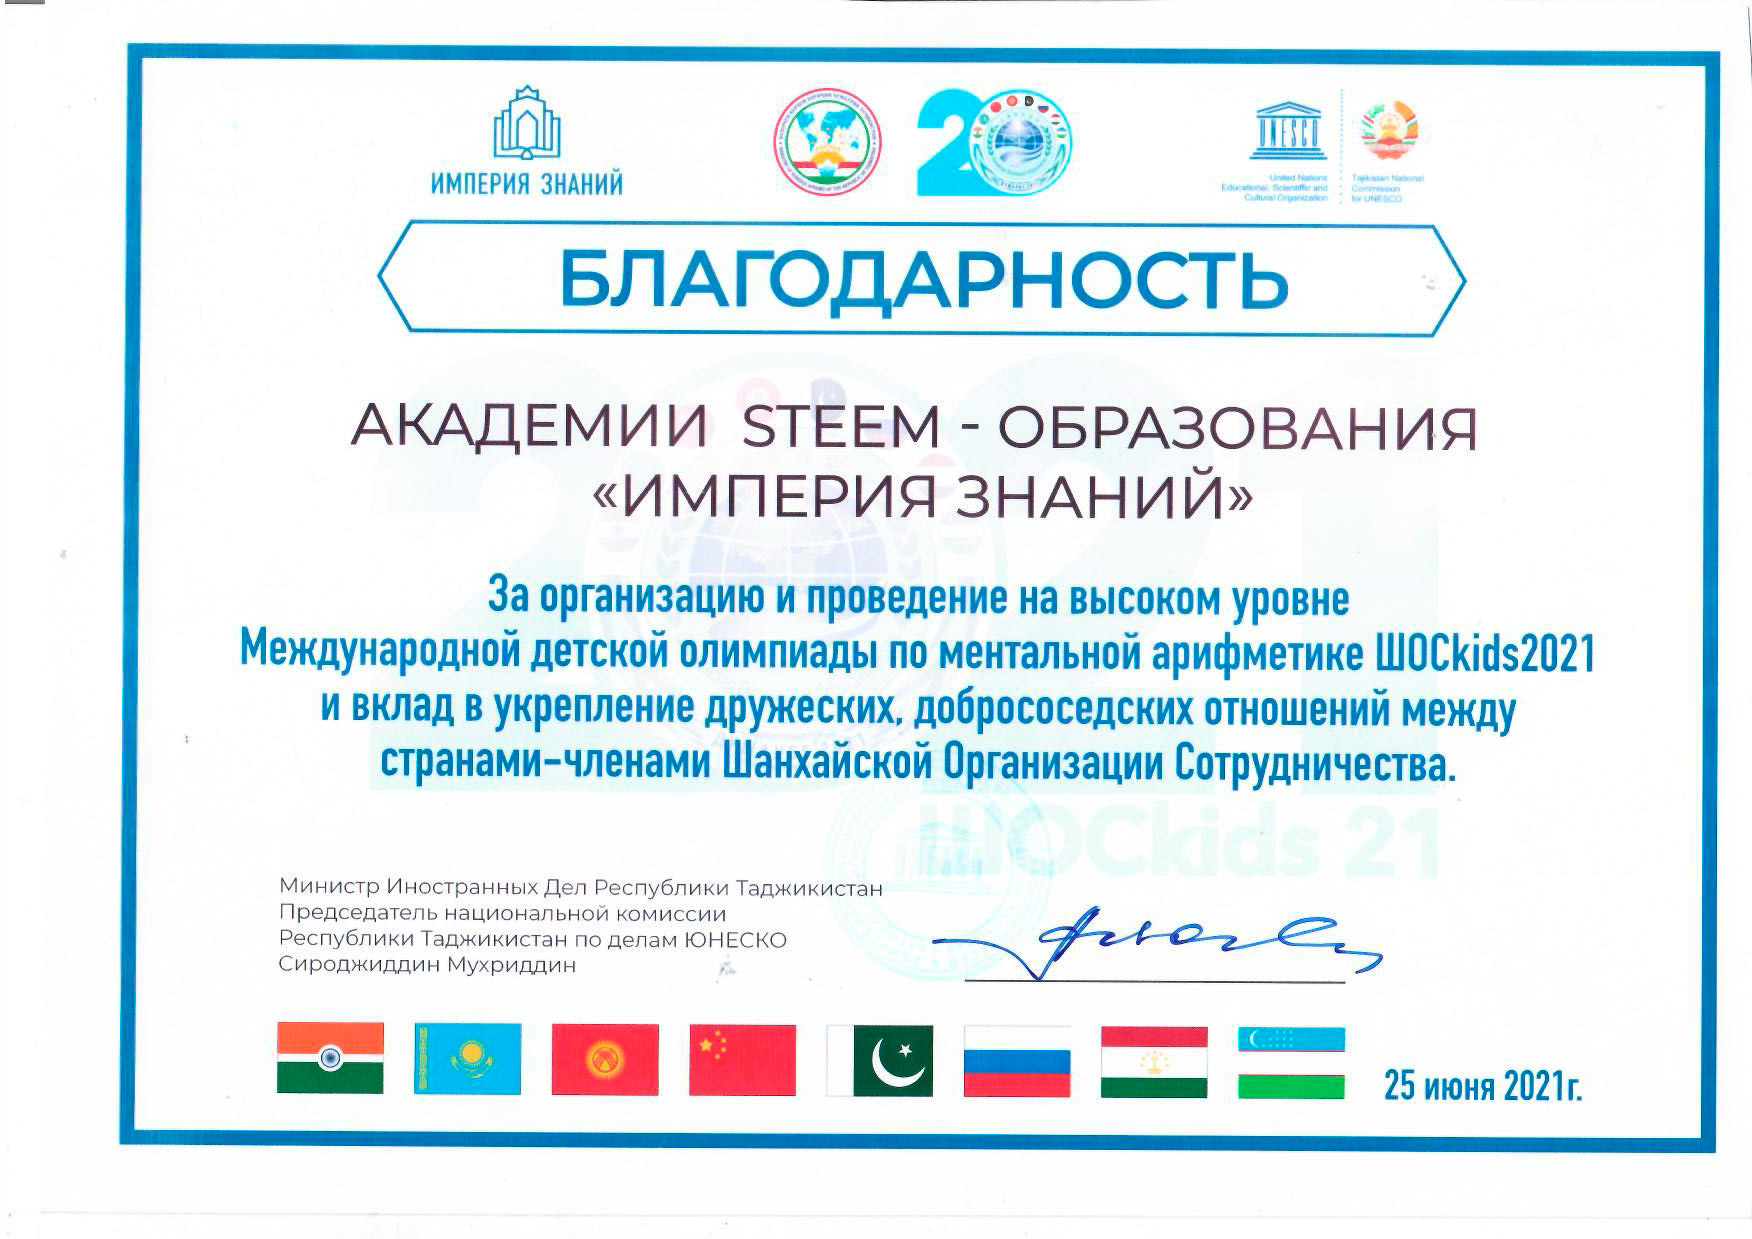 ИМПЕРИЯ ЗНАНИЙ
20
UNESCO
United Nations
Educational, Scientific and
Cultural Organization
Tajikistan National
Commission
for UNESCO
БЛАГОДАРНОСТЬ
АКАДЕМИИ STEEM - ОБРАЗОВАНИЯ
«ИМПЕРИЯ ЗНАНИЙ»
За организацию и проведение на высоком уровне
Международной детской олимпиады по ментальной арифметике ШОСkids2021
и вклад в укрепление дружеских, добрососедских отношений между
странами-членами Шанхайской Организации Сотрудничества.
ШОСkids 21
Министр Иностранных Дел Республики Таджикистан
Председатель национальной комиссии
Республики Таджикистан по делам ЮНЕСКО
Сироджиддин Мухриддин
25 июня 2021г.